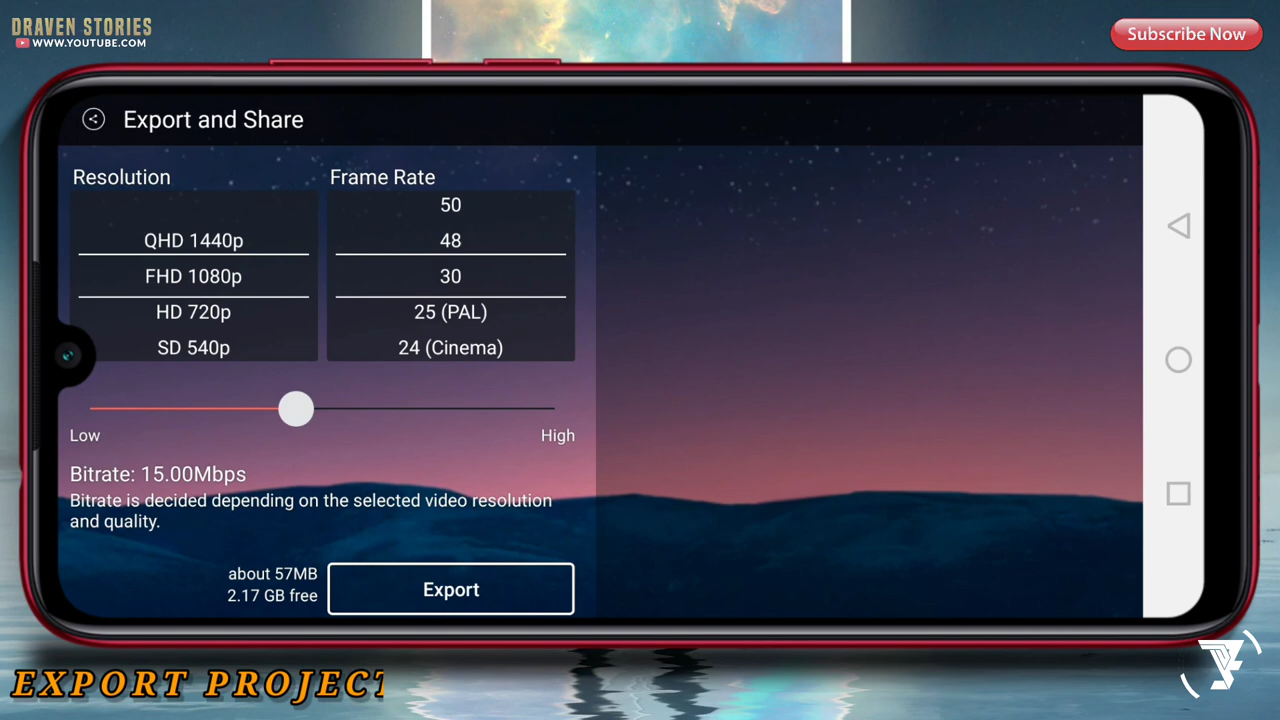 DRAVEN STORIES
WWW.YOUTUBE.COM
Subscribe Now
Export and Share
Resolution
Frame Rate
50
QHD 1440p
48
FHD 1080p
30
HD 720p
25 (PAL)
SD 540p
24 (Cinema)
Low
High
Bitrate: 15.00Mbps
Bitrate is decided depending on the selected video resolution
and quality.
about 57MB
2.17 GB free
Export
EXPORT PROJECT